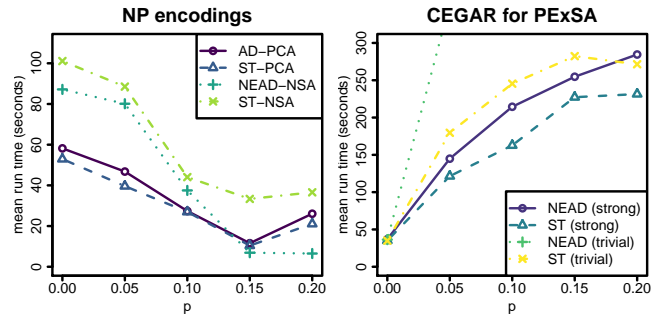 NP encodings
mean run time (seconds)
0 20 40 60 80 100
0.00 0.05 0.10 0.15 0.20
p
AD−PCA
ST−PCA
NEAD−NSA
ST−NSA
CEGAR for PExSA
mean run time (seconds)
0 50 100 150 200 250 300
0.00 0.05 0.10 0.15 0.20
p
NEAD (strong)
ST (strong)
NEAD (trivial)
ST (trivial)